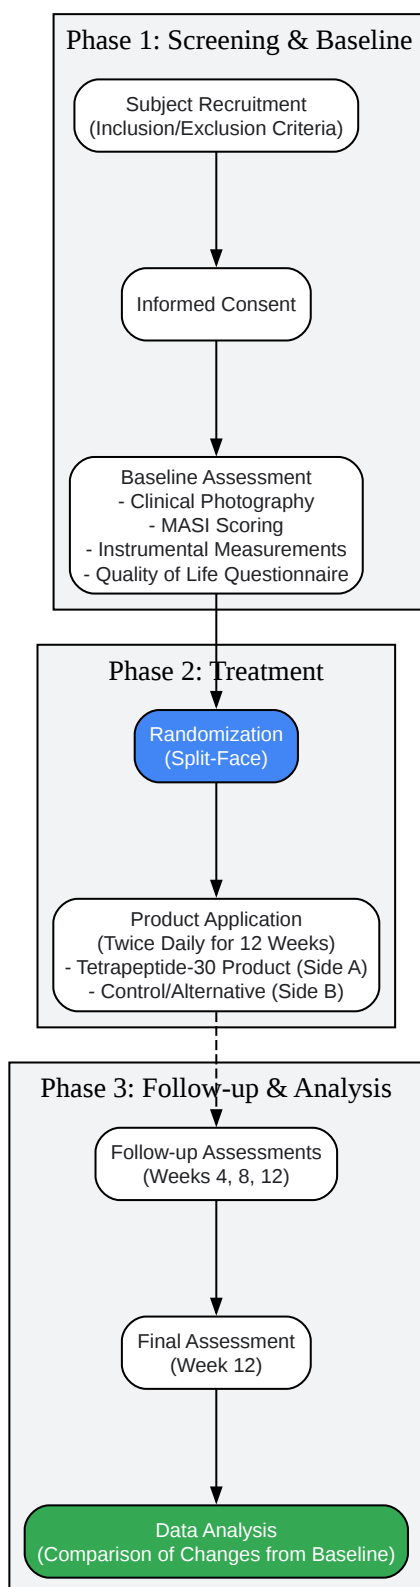 Phase 1: Screening & Baseline
Subject Recruitment
(Inclusion/Exclusion Criteria)
Informed Consent
Baseline Assessment
- Clinical Photography
- MASI Scoring
- Instrumental Measurements
- Quality of Life Questionnaire
Phase 2: Treatment
Randomization
(Split-Face)
Product Application
(Twice Daily for 12 Weeks)
- Tetrapeptide-30 Product (Side A)
- Control/Alternative (Side B)
Phase 3: Follow-up & Analysis
Follow-up Assessments
(Weeks 4, 8, 12)
Final Assessment
(Week 12)
Data Analysis
(Comparison of Changes from Baseline)